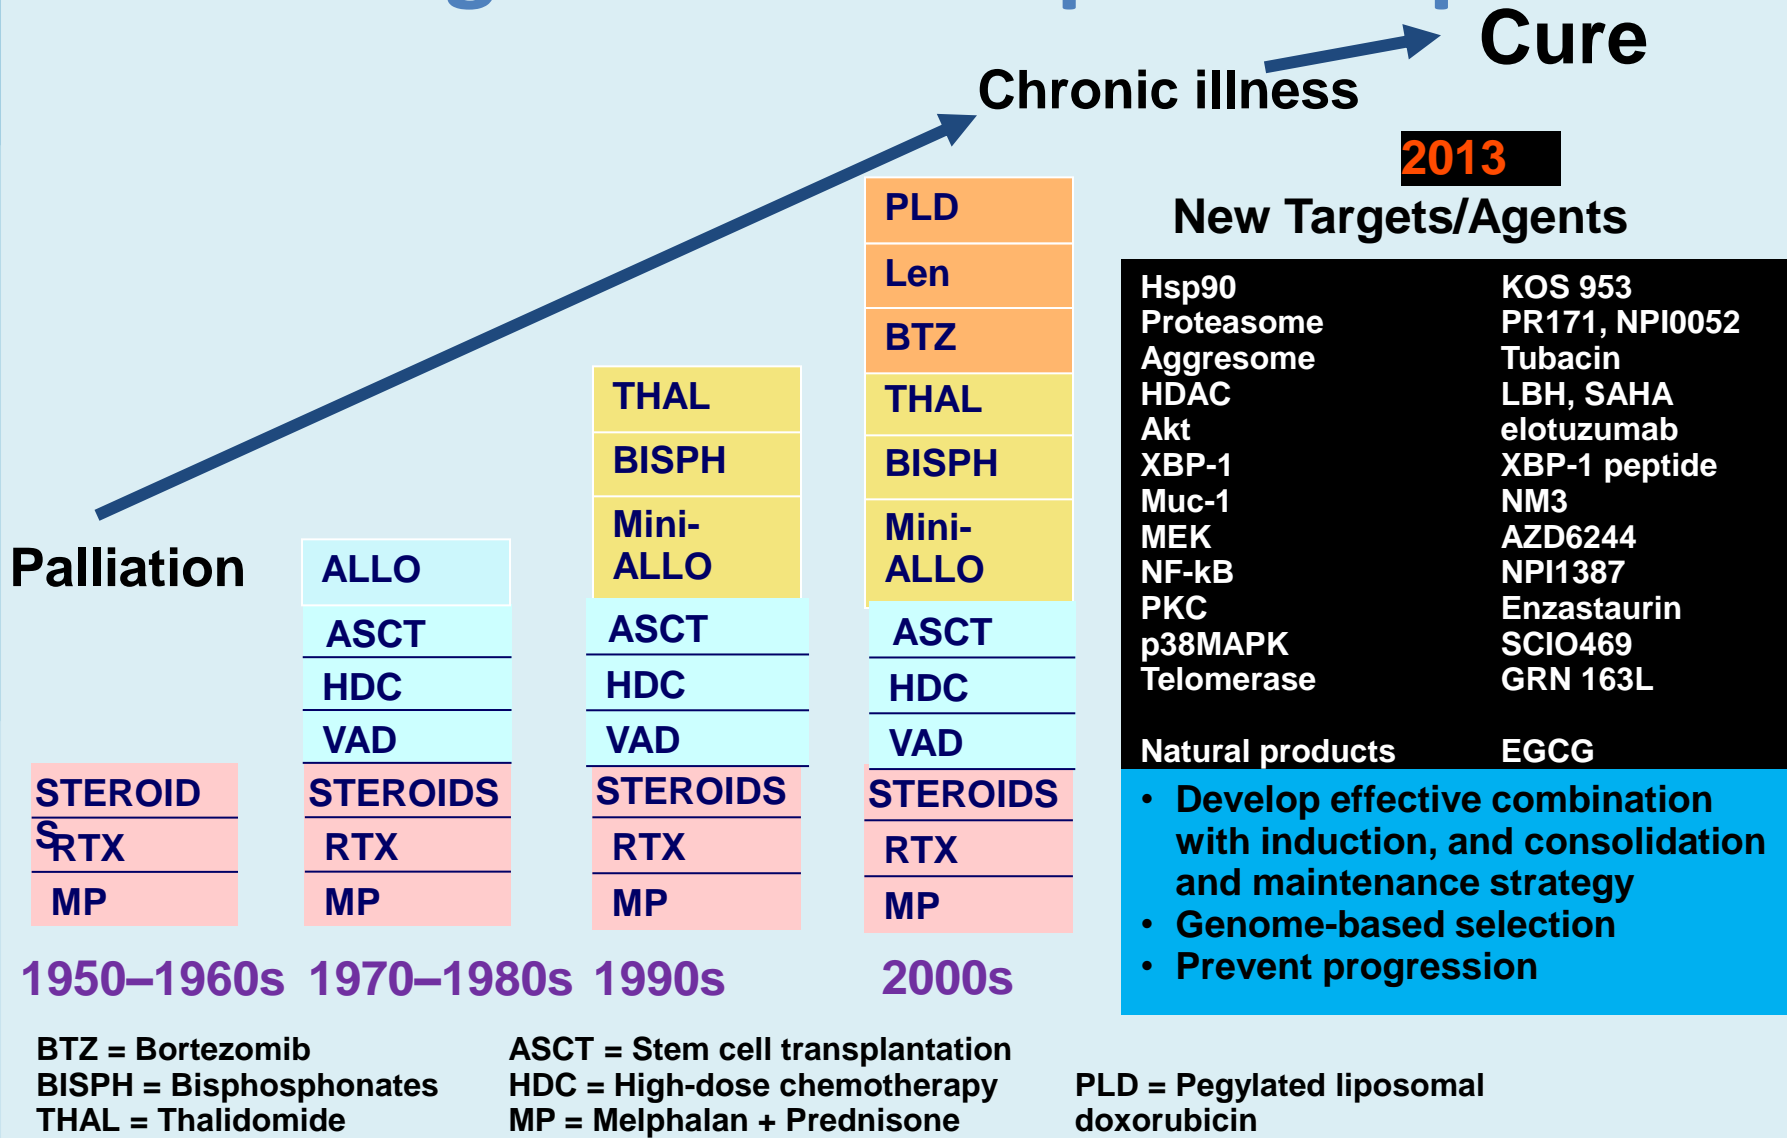 Cure
Chronic illness
2013
New Targets/Agents
Palliation
STEROID
S
RTX
MP
1950–1960s
ALLO
ASCT
HDC
VAD
STEROIDS
RTX
MP
1970–1980s
THAL
BISPH
Mini-
ALLO
ASCT
HDC
VAD
STEROIDS
RTX
MP
1990s
PLD
Len
BTZ
THAL
BISPH
Mini-
ALLO
ASCT
HDC
VAD
STEROIDS
RTX
MP
2000s
Hsp90 KOS 953
Proteasome PR171, NPI0052
Aggresome Tubacin
HDAC LBH, SAHA
Akt elotuzumab
XBP-1 XBP-1 peptide
Muc-1 NM3
MEK AZD6244
NF-kB NPI1387
PKC Enzastaurin
p38MAPK SCIO469
Telomerase GRN 163L
Natural products EGCG
• Develop effective combination
with induction, and consolidation
and maintenance strategy
• Genome-based selection
• Prevent progression
BTZ = Bortezomib
BISPH = Bisphosphonates
THAL = Thalidomide
ASCT = Stem cell transplantation
HDC = High-dose chemotherapy
MP = Melphalan + Prednisone
PLD = Pegylated liposomal
doxorubicin